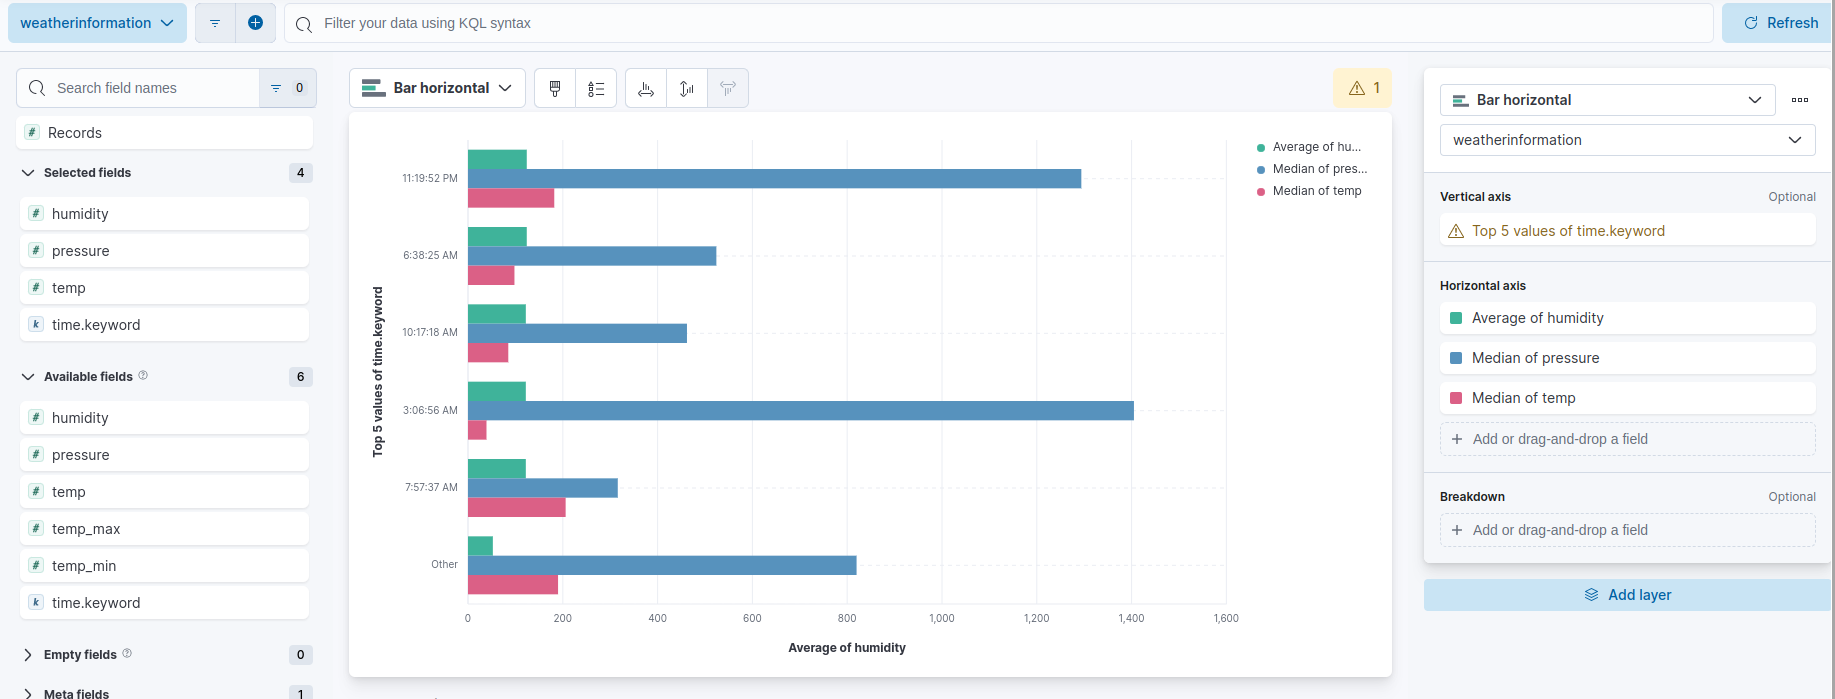 weatherinformation
Filter your data using KQL syntax
Refresh
Search field names
0
Records
Selected fields
4
humidity
pressure
temp
k time.keyword
Available fields
6
humidity
pressure
temp
temp_max
temp_min
k time.keyword
Empty fields
0
Meta fields
1
Bar horizontal
1
Top 5 values of time.keyword
11:19:52 PM
6:38:25 AM
10:17:18 AM
3:06:56 AM
7:57:37 AM
Other
0 200 400 600 800 1,000 1,200 1,400 1,600
Average of humidity
Average of hu...
Median of pres...
Median of temp
Bar horizontal
weatherinformation
Vertical axis
Optional
Top 5 values of time.keyword
Horizontal axis
Average of humidity
Median of pressure
Median of temp
Add or drag-and-drop a field
Breakdown
Optional
Add or drag-and-drop a field
Add layer